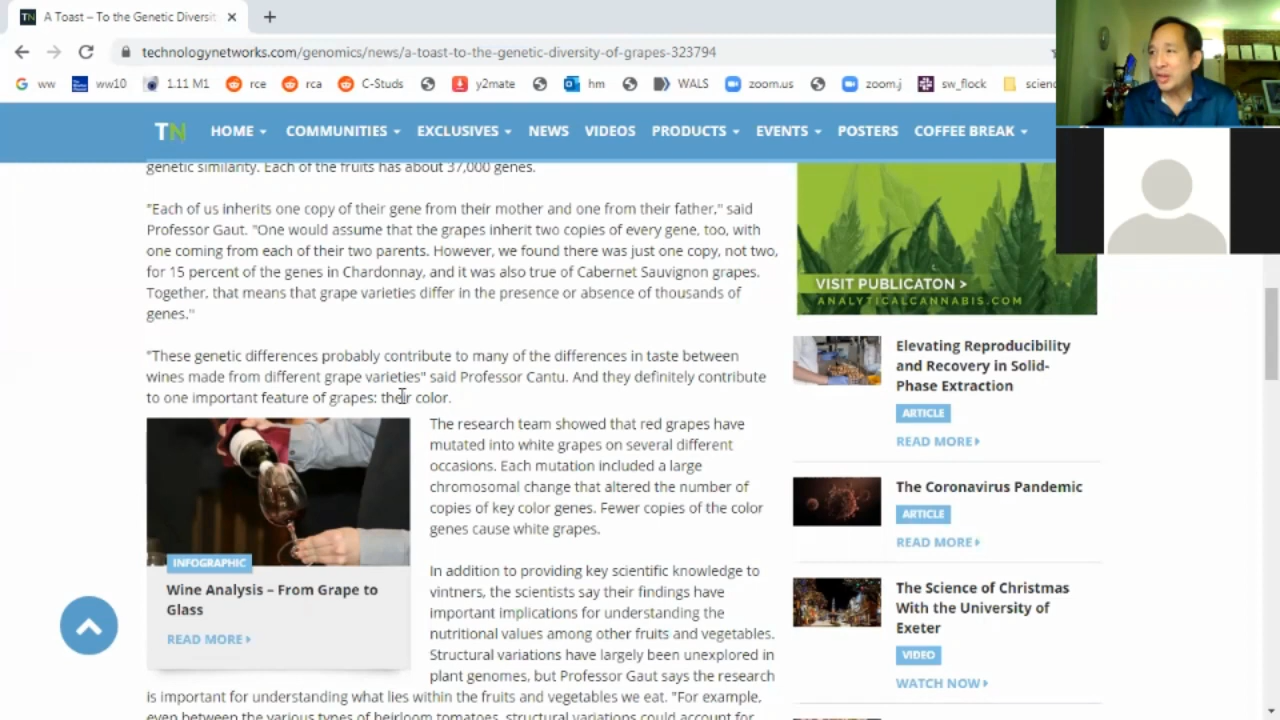 TN A Toast – To the Genetic Diversit
technologynetworks.com/genomics/news/a-toast-to-the-genetic-diversity-of-grapes-323794
ww ww10 1.11 M1 rce rca C-Studs y2mate hm WALS zoom.us zoom.j sw_flock scienc
TN HOME COMMUNITIES EXCLUSIVES NEWS VIDEOS PRODUCTS EVENTS POSTERS COFFEE BREAK
genetic similarity. Each of the fruits has about 37,000 genes.
"Each of us inherits one copy of their gene from their mother and one from their father," said
Professor Gaut. "One would assume that the grapes inherit two copies of every gene, too, with
one coming from each of their two parents. However, we found there was just one copy, not two,
for 15 percent of the genes in Chardonnay, and it was also true of Cabernet Sauvignon grapes.
Together, that means that grape varieties differ in the presence or absence of thousands of
genes."
"These genetic differences probably contribute to many of the differences in taste between
wines made from different grape varieties" said Professor Cantu. And they definitely contribute
to one important feature of grapes: their color.
INFOGRAPHIC
Wine Analysis – From Grape to
Glass
READ MORE
The research team showed that red grapes have
mutated into white grapes on several different
occasions. Each mutation included a large
chromosomal change that altered the number of
copies of key color genes. Fewer copies of the color
genes cause white grapes.
In addition to providing key scientific knowledge to
vintners, the scientists say their findings have
important implications for understanding the
nutritional values among other fruits and vegetables.
Structural variations have largely been unexplored in
plant genomes, but Professor Gaut says the research
is important for understanding what lies within the fruits and vegetables we eat. "For example,
even between the various types of heirloom tomatoes, structural variations could account for
VISIT PUBLICATON >
ANALYTICALCANNABIS.COM
Elevating Reproducibility
and Recovery in Solid-
Phase Extraction
ARTICLE
READ MORE
The Coronavirus Pandemic
ARTICLE
READ MORE
The Science of Christmas
With the University of
Exeter
VIDEO
WATCH NOW